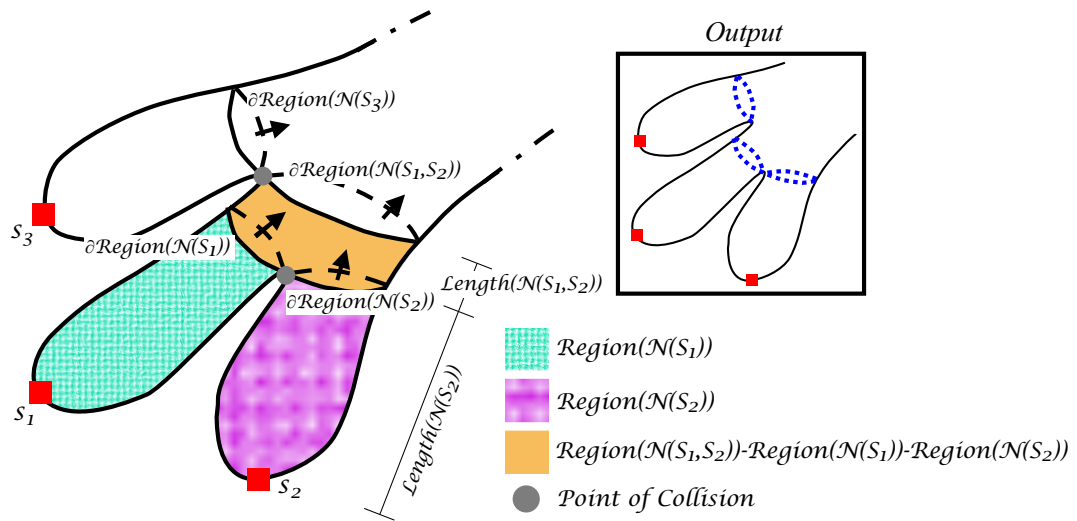 Output
∂Region(N(S₃))
∂Region(N(S₁,S₂))
s₃
∂Region(N(S₁))
Length(N(S₁,S₂))
∂Region(N(S₂))
Region(N(S₁))
Length(N(S₂))
Region(N(S₂))
s₁
Region(N(S₁,S₂))-Region(N(S₁))-Region(N(S₂))
s₂
Point of Collision